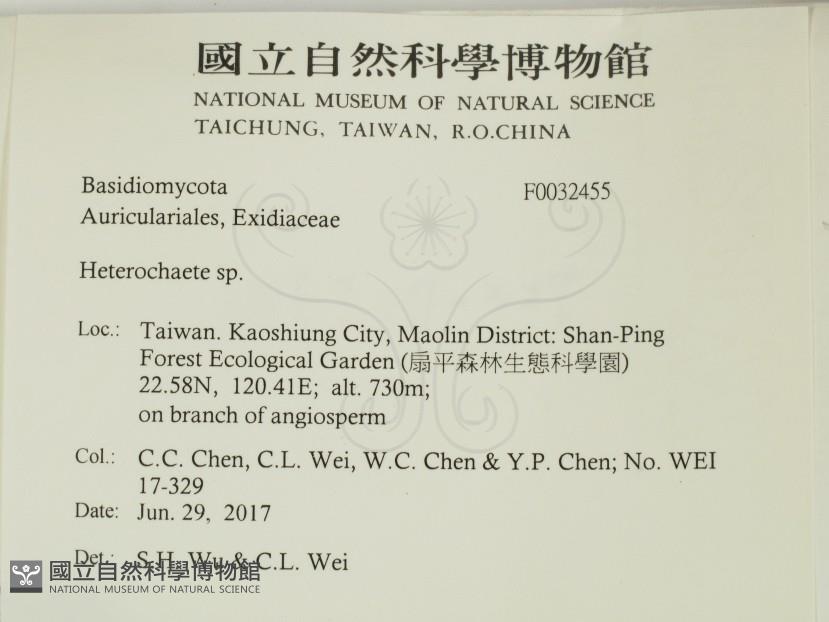 國立自然科學博物館
NATIONAL MUSEUM OF NATURAL SCIENCE
TAICHUNG, TAIWAN, R.O.CHINA
Basidiomycota F0032455
Auriculariales, Exidiaceae
Heterochaete sp.
Loc.: Taiwan. Kaoshiung City, Maolin District: Shan-Ping
Forest Ecological Garden (扇平森林生態科學園)
22.58N, 120.41E; alt. 730m;
on branch of angiosperm
Col.: C.C. Chen, C.L. Wei, W.C. Chen & Y.P. Chen; No. WEI
17-329
Date: Jun. 29, 2017
Det.: S.H. Wu & C.L. Wei
國立自然科學博物館
NATIONAL MUSEUM OF NATURAL SCIENCE